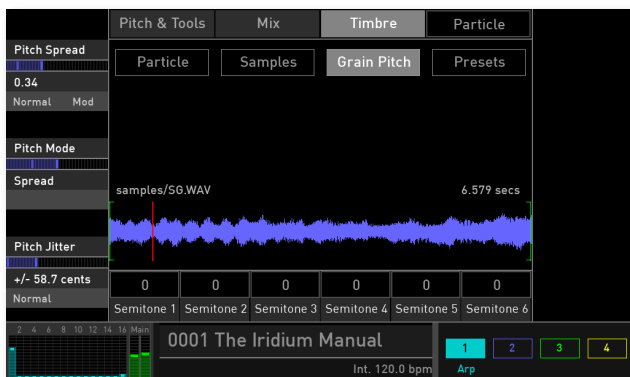 Pitch & Tools Mix Timbre Particle
Pitch Spread
Particle Samples Grain Pitch Presets
0.34
Normal Mod
Pitch Mode
Spread
samples/SG.WAV 6.579 secs
Pitch Jitter
+/- 58.7 cents
0 0 0 0 0 0
Normal
Semitone 1 Semitone 2 Semitone 3 Semitone 4 Semitone 5 Semitone 6
2 4 6 8 10 12 14 16 Main
0001 The Iridium Manual
1 2 3 4
Int. 120.0 bpm
Arp